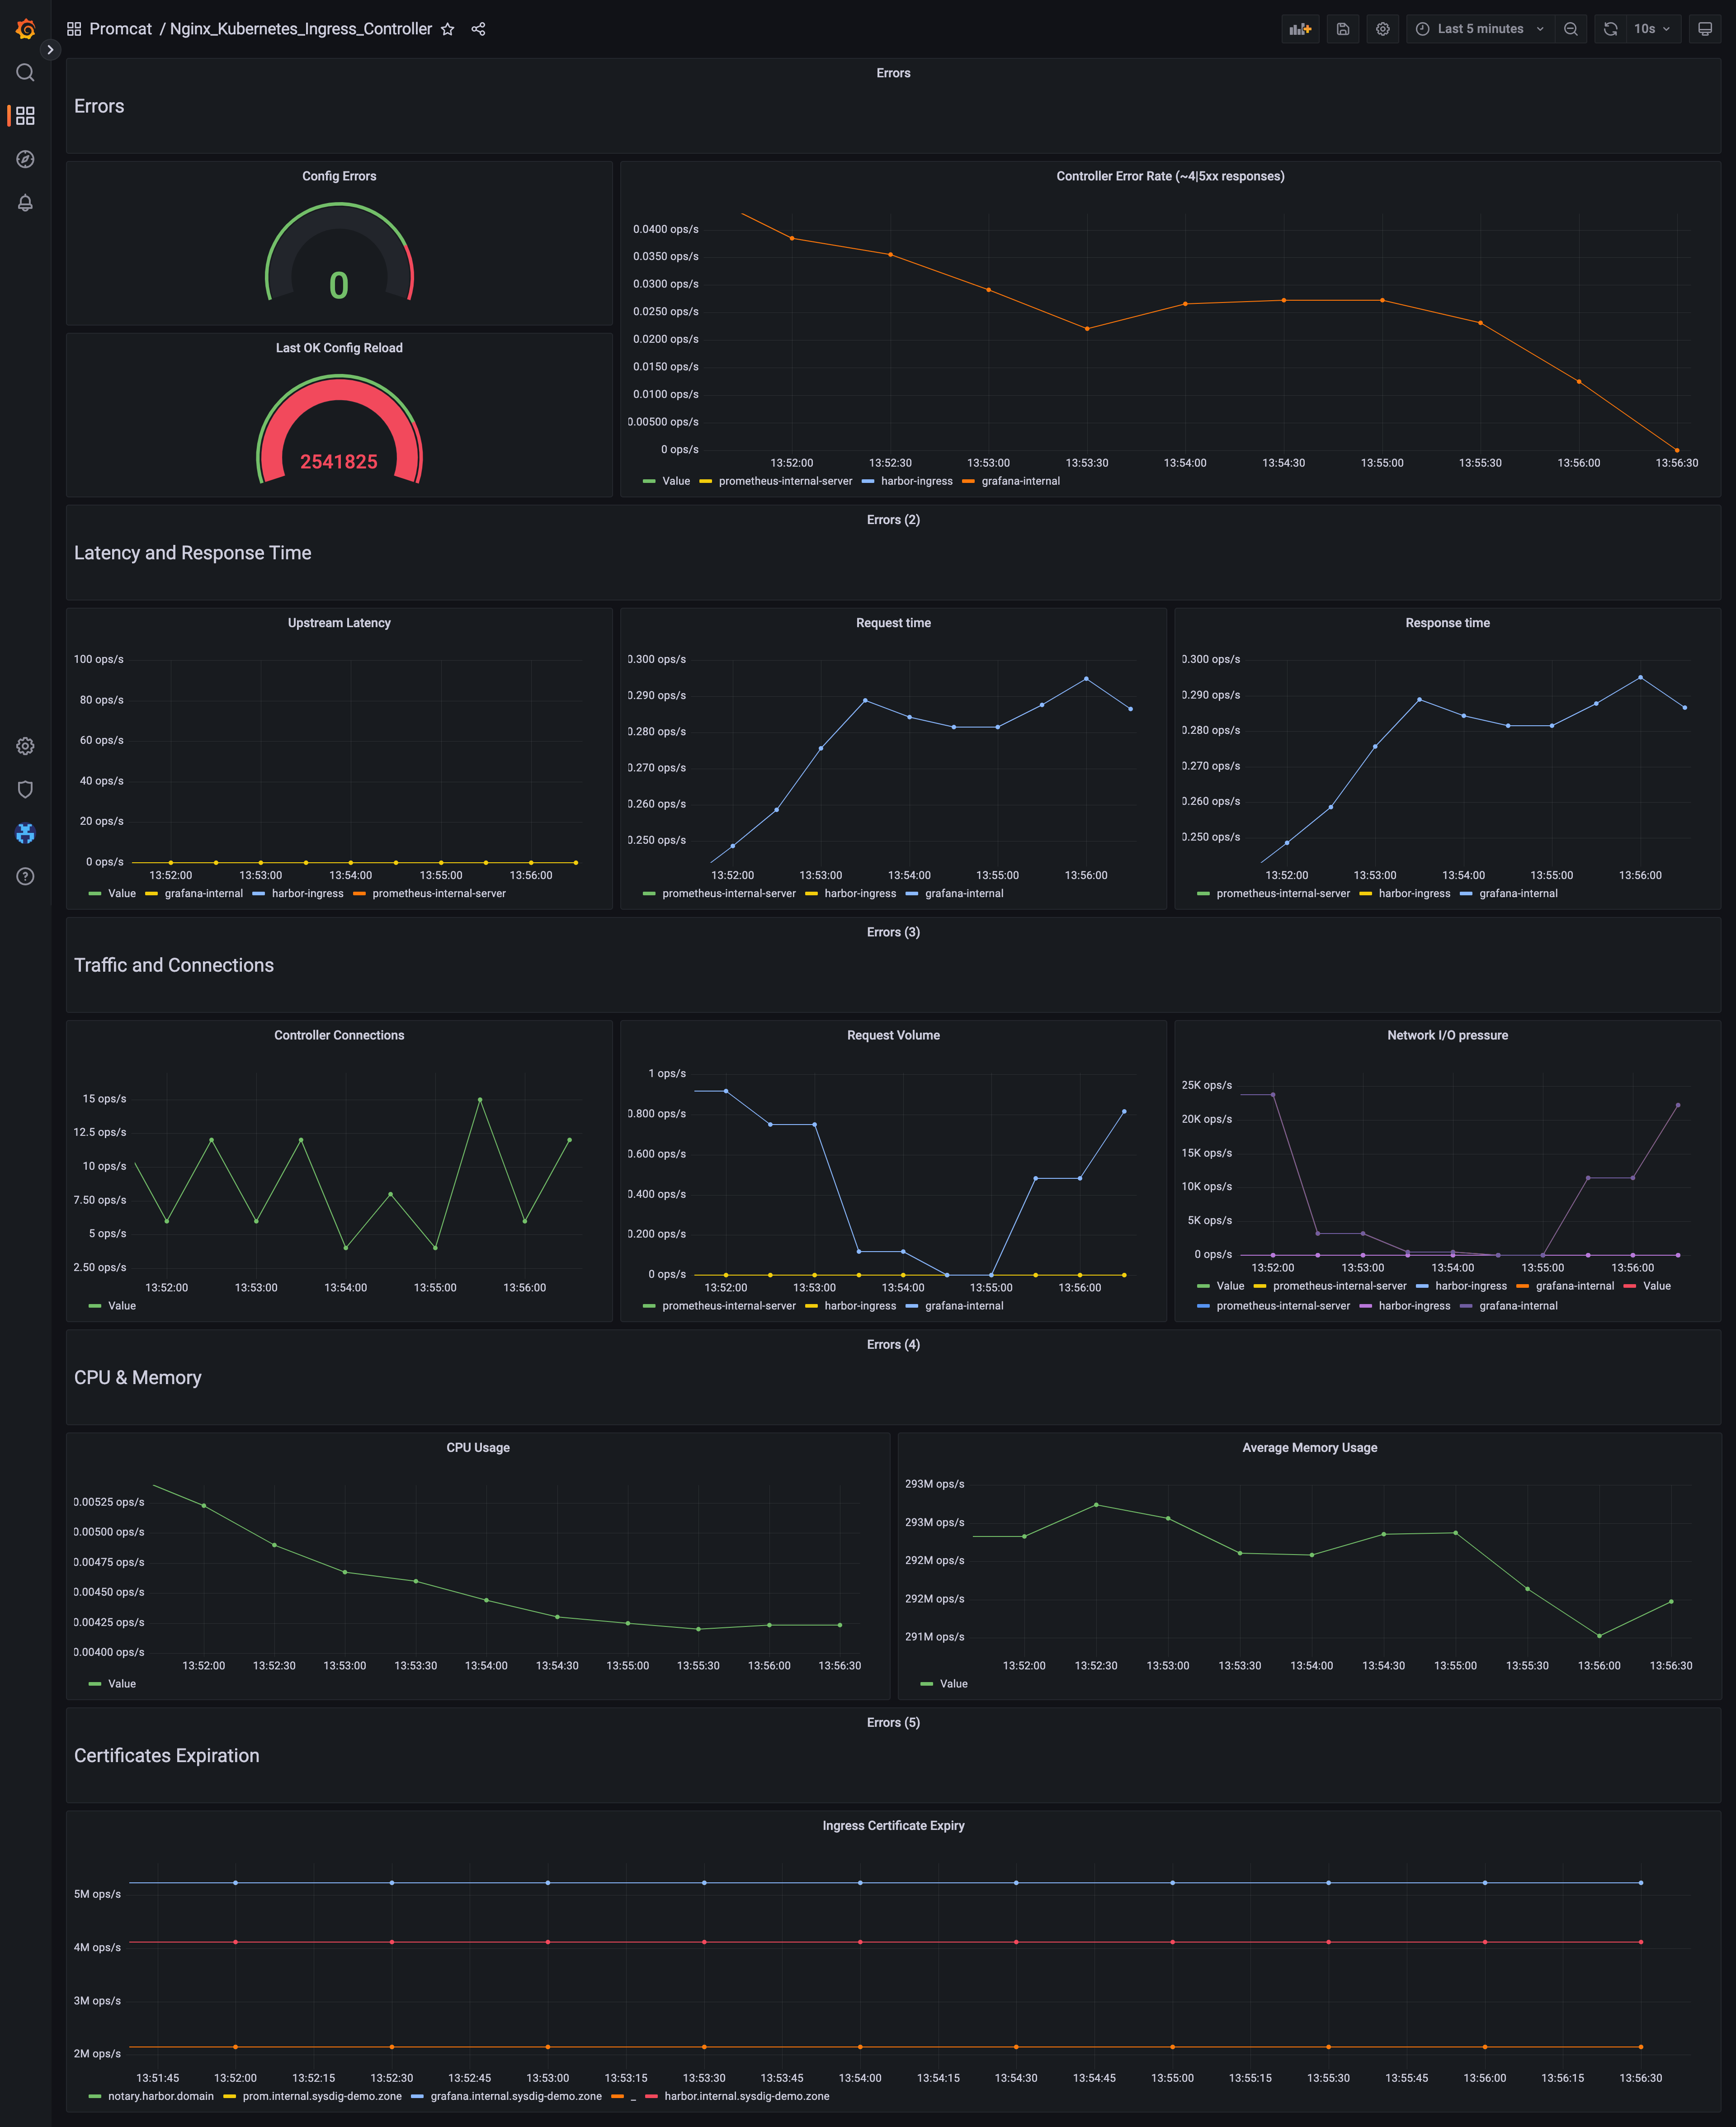 Promcat / Nginx_Kubernetes_Ingress_Controller
Last 5 minutes
10s
Errors
Errors
Config Errors
0
Last OK Config Reload
2541825
Controller Error Rate (~4|5xx responses)
0.0400 ops/s
0.0350 ops/s
0.0300 ops/s
0.0250 ops/s
0.0200 ops/s
0.0150 ops/s
0.0100 ops/s
0.00500 ops/s
0 ops/s
13:52:00 13:52:30 13:53:00 13:53:30 13:54:00 13:54:30 13:55:00 13:55:30 13:56:00 13:56:30
Value prometheus-internal-server harbor-ingress grafana-internal
Errors (2)
Latency and Response Time
Upstream Latency
100 ops/s
80 ops/s
60 ops/s
40 ops/s
20 ops/s
0 ops/s
13:52:00 13:53:00 13:54:00 13:55:00 13:56:00
Value grafana-internal harbor-ingress prometheus-internal-server
Request time
0.300 ops/s
0.290 ops/s
0.280 ops/s
0.270 ops/s
0.260 ops/s
0.250 ops/s
13:52:00 13:53:00 13:54:00 13:55:00 13:56:00
prometheus-internal-server harbor-ingress grafana-internal
Response time
0.300 ops/s
0.290 ops/s
0.280 ops/s
0.270 ops/s
0.260 ops/s
0.250 ops/s
13:52:00 13:53:00 13:54:00 13:55:00 13:56:00
prometheus-internal-server harbor-ingress grafana-internal
Errors (3)
Traffic and Connections
Controller Connections
15 ops/s
12.5 ops/s
10 ops/s
7.50 ops/s
5 ops/s
2.50 ops/s
13:52:00 13:53:00 13:54:00 13:55:00 13:56:00
Value
Request Volume
1 ops/s
0.800 ops/s
0.600 ops/s
0.400 ops/s
0.200 ops/s
0 ops/s
13:52:00 13:53:00 13:54:00 13:55:00 13:56:00
prometheus-internal-server harbor-ingress grafana-internal
Network I/O pressure
25K ops/s
20K ops/s
15K ops/s
10K ops/s
5K ops/s
0 ops/s
13:52:00 13:53:00 13:54:00 13:55:00 13:56:00
Value prometheus-internal-server harbor-ingress grafana-internal Value
prometheus-internal-server harbor-ingress grafana-internal
Errors (4)
CPU & Memory
CPU Usage
0.00525 ops/s
0.00500 ops/s
0.00475 ops/s
0.00450 ops/s
0.00425 ops/s
0.00400 ops/s
13:52:00 13:52:30 13:53:00 13:53:30 13:54:00 13:54:30 13:55:00 13:55:30 13:56:00 13:56:30
Value
Average Memory Usage
293M ops/s
293M ops/s
292M ops/s
292M ops/s
291M ops/s
13:52:00 13:52:30 13:53:00 13:53:30 13:54:00 13:54:30 13:55:00 13:55:30 13:56:00 13:56:30
Value
Errors (5)
Certificates Expiration
Ingress Certificate Expiry
5M ops/s
4M ops/s
3M ops/s
2M ops/s
13:51:45 13:52:00 13:52:15 13:52:30 13:52:45 13:53:00 13:53:15 13:53:30 13:53:45 13:54:00 13:54:15 13:54:30 13:54:45 13:55:00 13:55:15 13:55:30 13:55:45 13:56:00 13:56:15 13:56:30
notary.harbor.domain prom.internal.sysdig-demo.zone grafana.internal.sysdig-demo.zone _ harbor.internal.sysdig-demo.zone